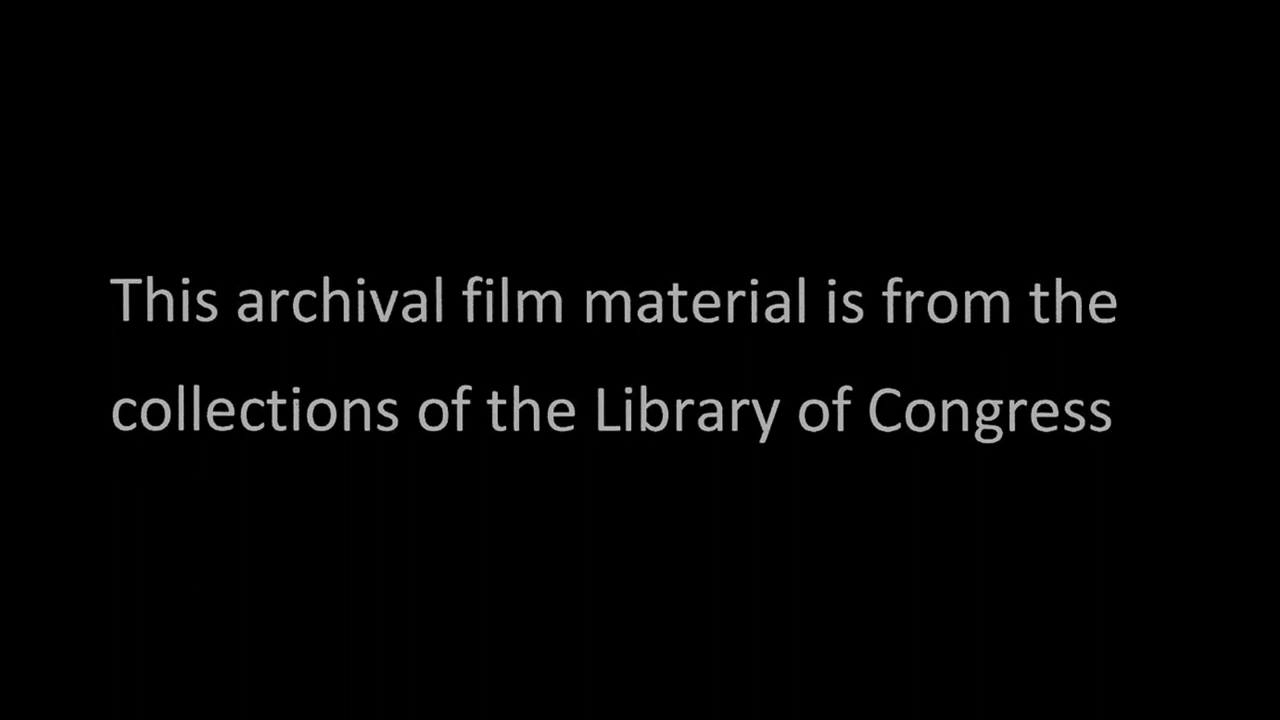 This archival film material is from the
collections of the Library of Congress